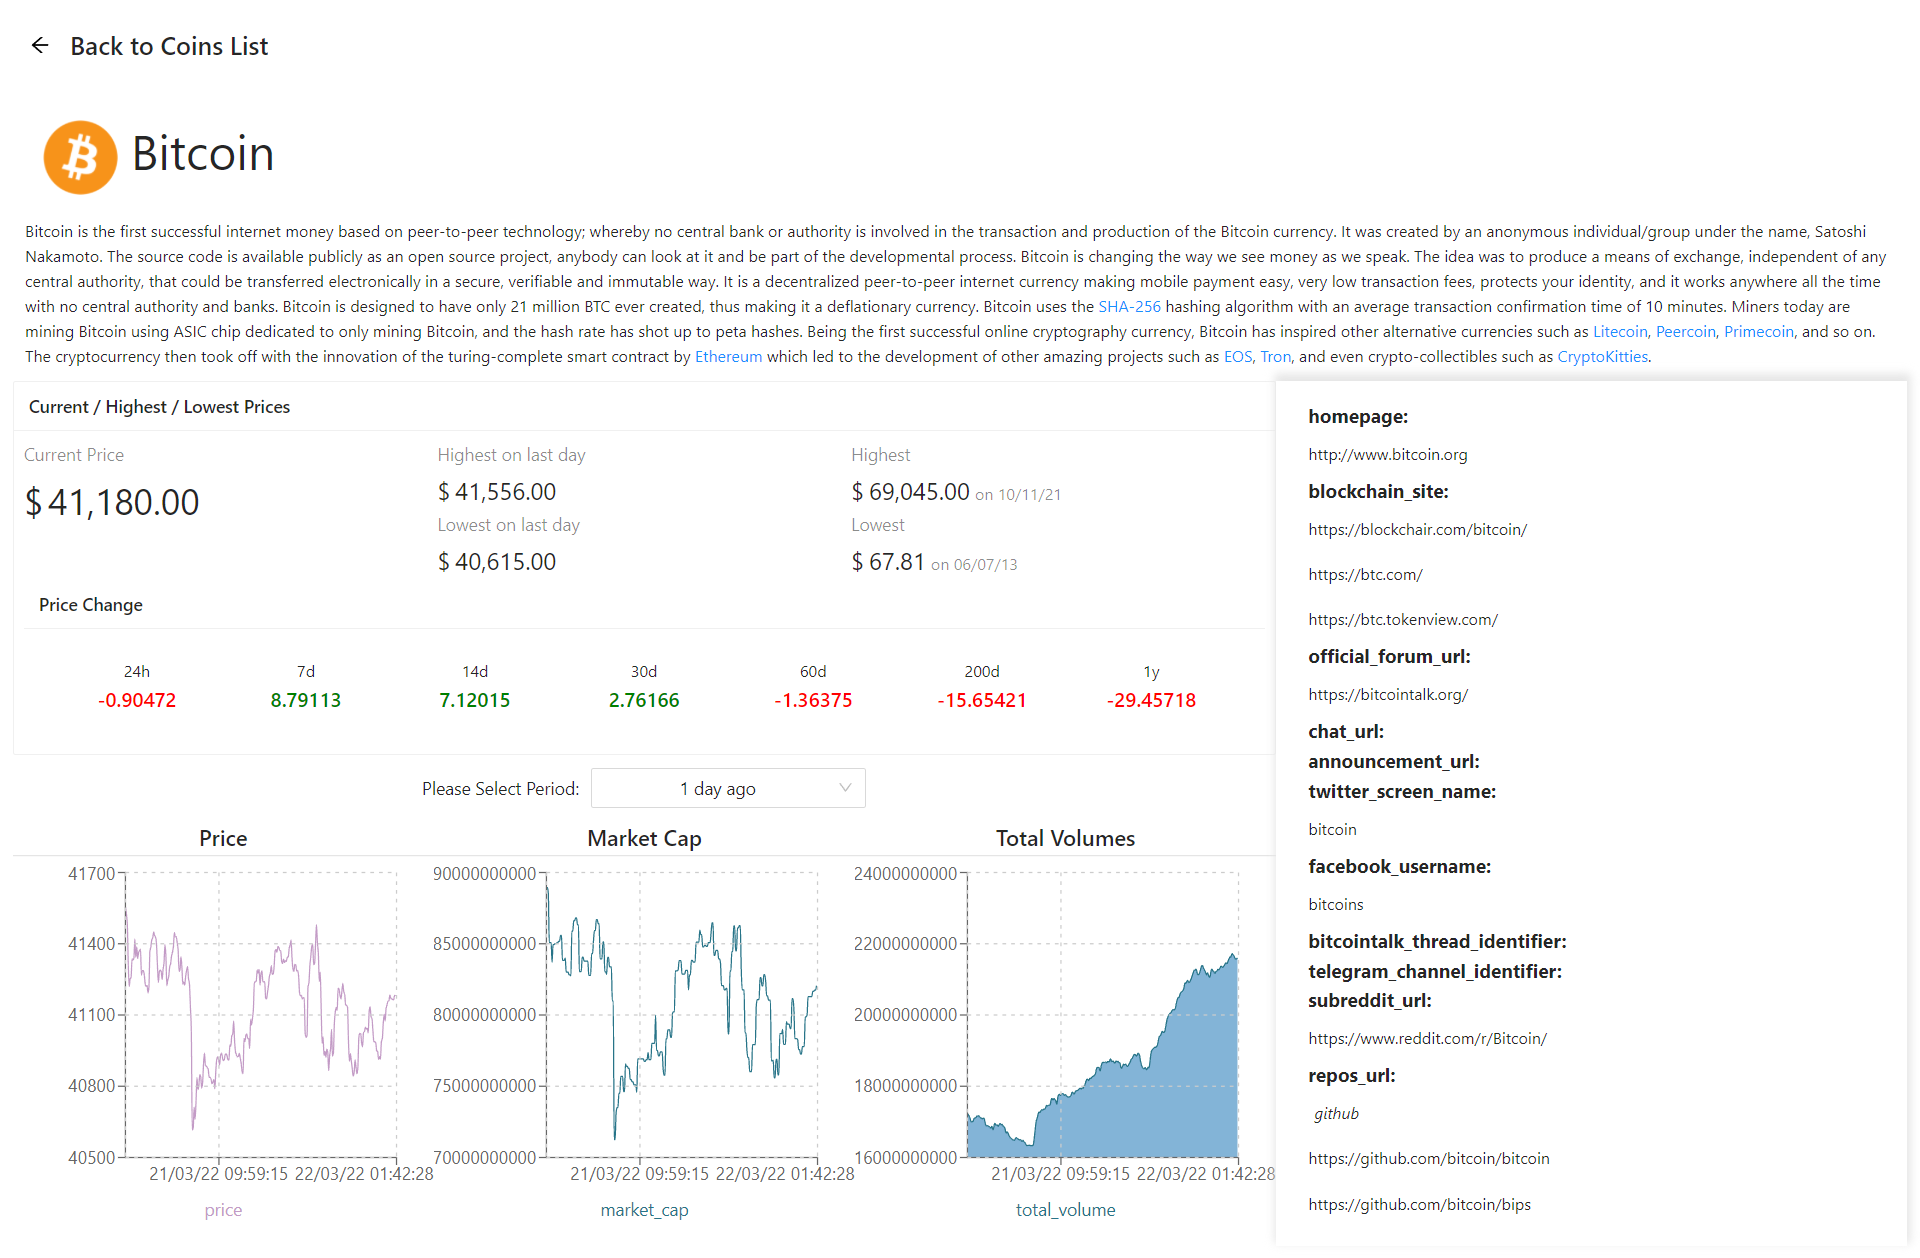 Back to Coins List
Bitcoin
Bitcoin is the first successful internet money based on peer-to-peer technology; whereby no central bank or authority is involved in the transaction and production of the Bitcoin currency. It was created by an anonymous individual/group under the name, Satoshi
Nakamoto. The source code is available publicly as an open source project, anybody can look at it and be part of the developmental process. Bitcoin is changing the way we see money as we speak. The idea was to produce a means of exchange, independent of any
central authority, that could be transferred electronically in a secure, verifiable and immutable way. It is a decentralized peer-to-peer internet currency making mobile payment easy, very low transaction fees, protects your identity, and it works anywhere all the time
with no central authority and banks. Bitcoin is designed to have only 21 million BTC ever created, thus making it a deflationary currency. Bitcoin uses the SHA-256 hashing algorithm with an average transaction confirmation time of 10 minutes. Miners today are
mining Bitcoin using ASIC chip dedicated to only mining Bitcoin, and the hash rate has shot up to peta hashes. Being the first successful online cryptography currency, Bitcoin has inspired other alternative currencies such as Litecoin, Peercoin, Primecoin, and so on.
The cryptocurrency then took off with the innovation of the turing-complete smart contract by Ethereum which led to the development of other amazing projects such as EOS, Tron, and even crypto-collectibles such as CryptoKitties.
Current / Highest / Lowest Prices
Current Price
$ 41,180.00
Highest on last day
$ 41,556.00
Lowest on last day
$ 40,615.00
Highest
$ 69,045.00 on 10/11/21
Lowest
$ 67.81 on 06/07/13
Price Change
24h 7d 14d 30d 60d 200d 1y
-0.90472 8.79113 7.12015 2.76166 -1.36375 -15.65421 -29.45718
Please Select Period: 1 day ago
Price
41700
41400
41100
40800
40500
21/03/22 09:59:15 22/03/22 01:42:28
price
Market Cap
90000000000
85000000000
80000000000
75000000000
70000000000
21/03/22 09:59:15 22/03/22 01:42:28
market_cap
Total Volumes
24000000000
22000000000
20000000000
18000000000
16000000000
21/03/22 09:59:15 22/03/22 01:42:28
total_volume
homepage:
http://www.bitcoin.org
blockchain_site:
https://blockchair.com/bitcoin/
https://btc.com/
https://btc.tokenview.com/
official_forum_url:
https://bitcointalk.org/
chat_url:
announcement_url:
twitter_screen_name:
bitcoin
facebook_username:
bitcoins
bitcointalk_thread_identifier:
telegram_channel_identifier:
subreddit_url:
https://www.reddit.com/r/Bitcoin/
repos_url:
github
https://github.com/bitcoin/bitcoin
https://github.com/bitcoin/bips